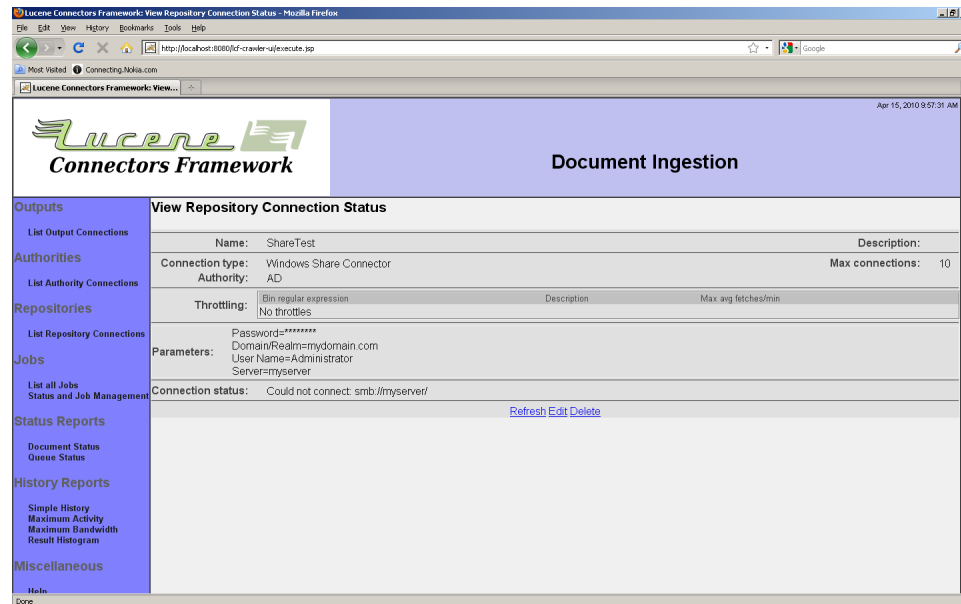 Lucene Connectors Framework: View Repository Connection Status - Mozilla Firefox
File Edit View History Bookmarks Tools Help
http://localhost:8080/lcf-crawler-ui/execute.jsp
Google
Most Visited Connecting.Nokia.com
Lucene Connectors Framework: View...
Apr 15, 2010 9:57:31 AM
Lucene
Connectors Framework
Document Ingestion
Outputs
List Output Connections
Authorities
List Authority Connections
Repositories
List Repository Connections
Jobs
List all Jobs
Status and Job Management
Status Reports
Document Status
Queue Status
History Reports
Simple History
Maximum Activity
Maximum Bandwidth
Result Histogram
Miscellaneous
Help
View Repository Connection Status
Name: ShareTest Description:
Connection type: Windows Share Connector Max connections: 10
Authority: AD
Throttling:
Bin regular expression Description Max avg fetches/min
No throttles
Parameters:
Password=********
Domain/Realm=mydomain.com
User Name=Administrator
Server=myserver
Connection status: Could not connect: smb://myserver/
Refresh Edit Delete
Done